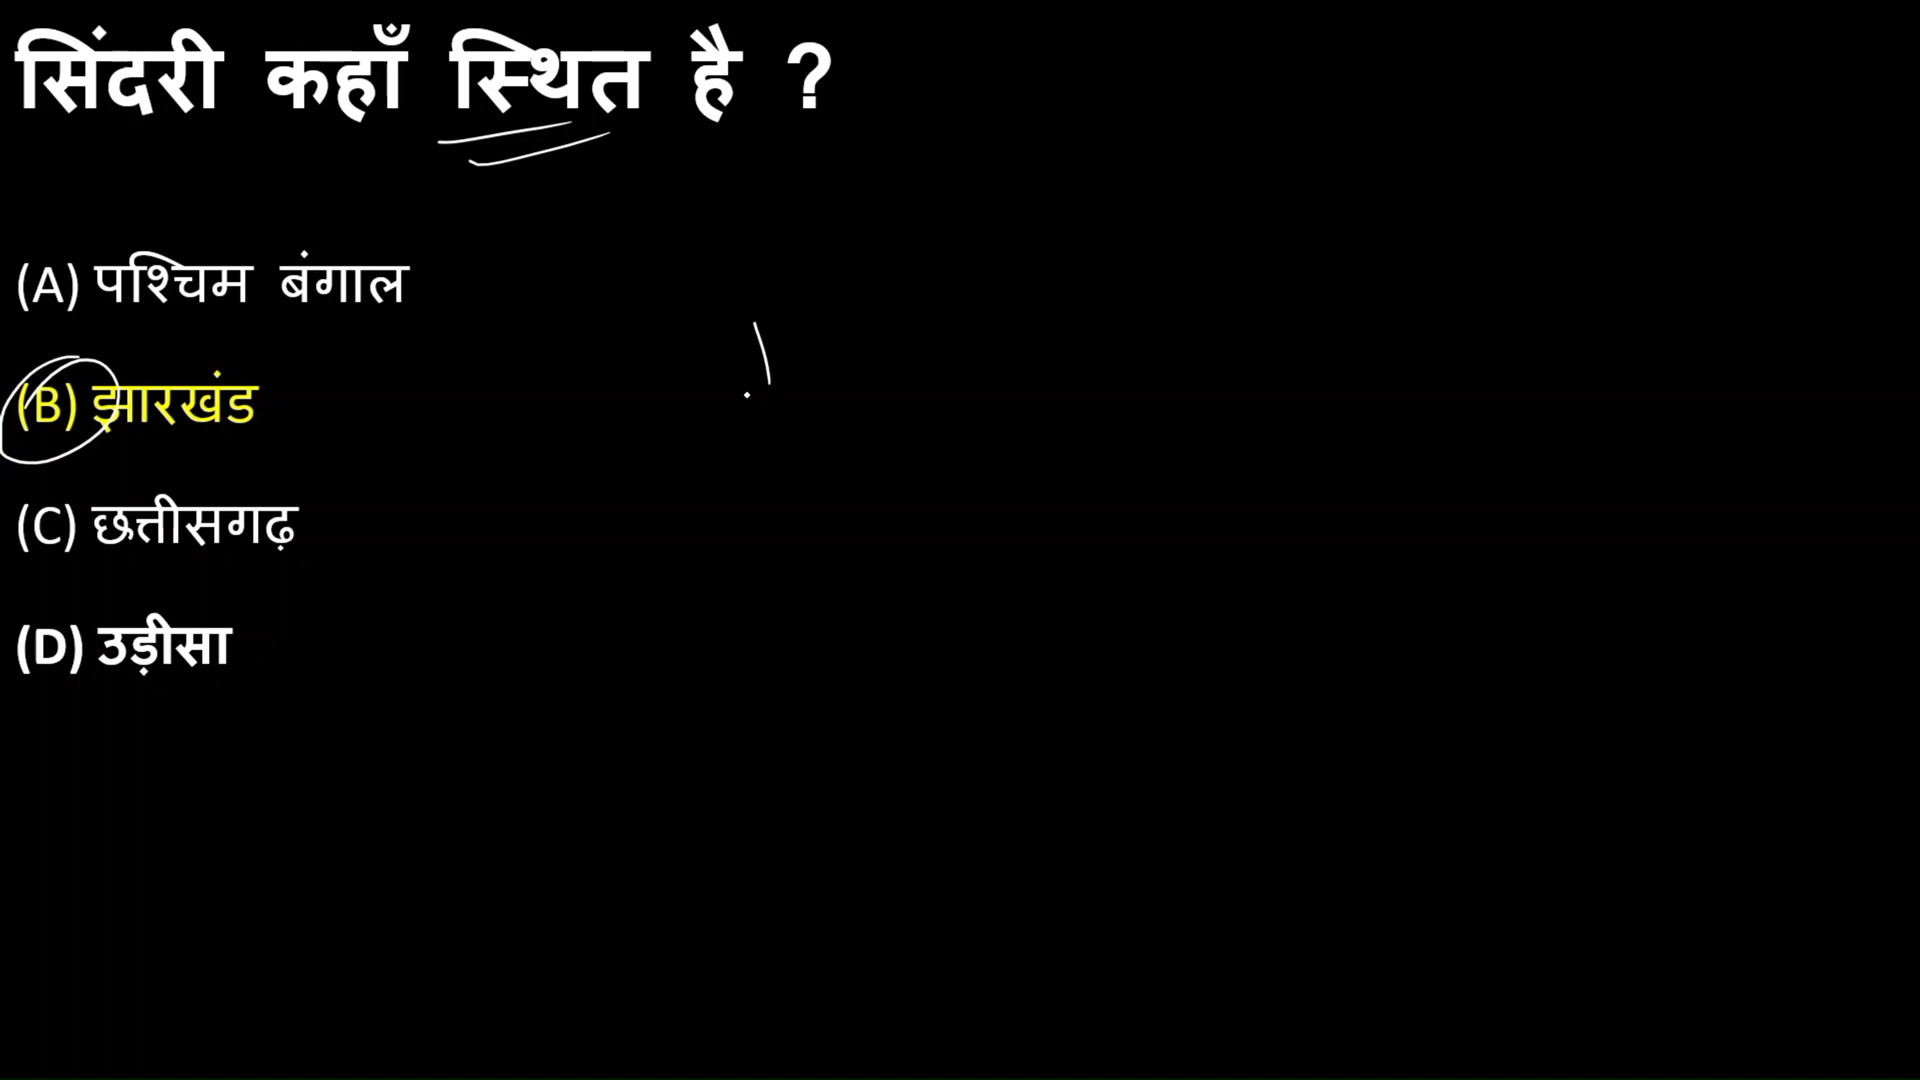 सिंदरी कहाँ स्थित है ?
(A) पश्चिम बंगाल
(B) झारखंड
(C) छत्तीसगढ़
(D) उड़ीसा